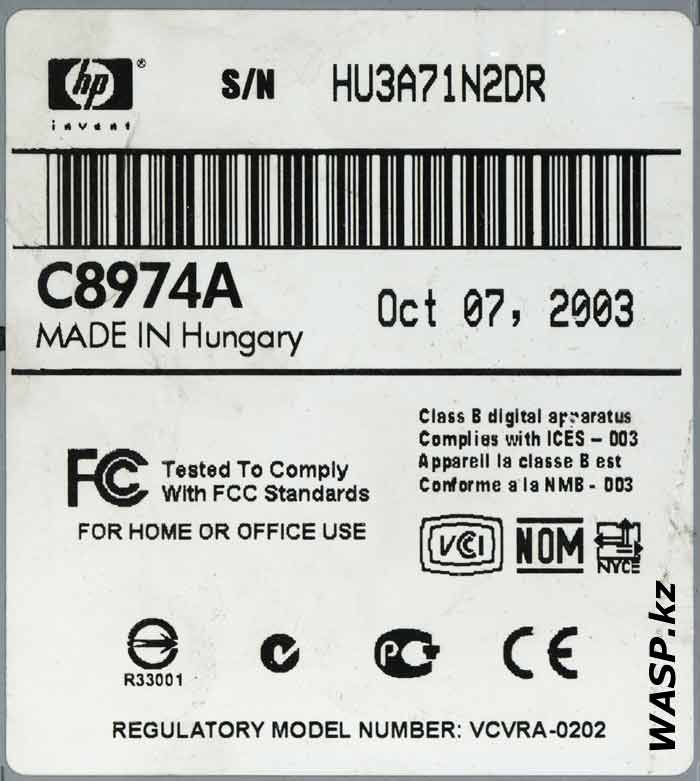 hp ®
invent
S/N HU3A71N2DR
C8974A
MADE IN Hungary
Oct 07, 2003
Class B digital apparatus
Complies with ICES – 003
Appareil la classe B est
Conforme a la NMB - 003
FC Tested To Comply
With FCC Standards
FOR HOME OR OFFICE USE
VCI
NOM
NYCE
R33001
PC
CE
REGULATORY MODEL NUMBER: VCVRA-0202
WASP.kz